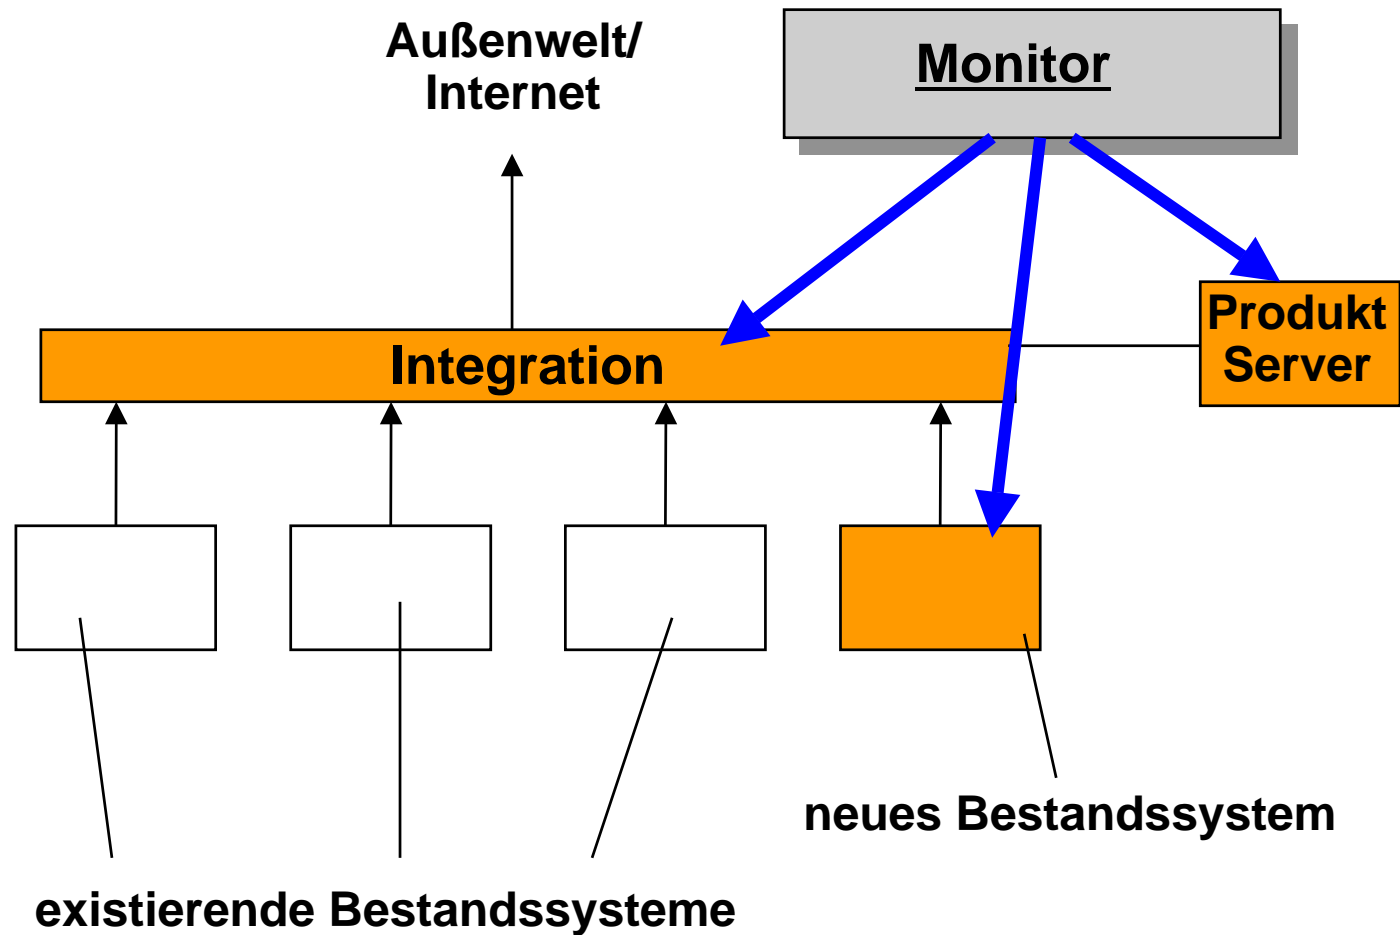 Außenwelt/
Internet
Monitor
Produkt
Server
Integration
neues Bestandssystem
existierende Bestandssysteme